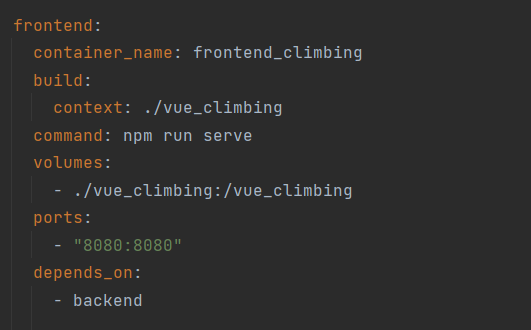 frontend:
  container_name: frontend_climbing
  build:
    context: ./vue_climbing
  command: npm run serve
  volumes:
    - ./vue_climbing:/vue_climbing
  ports:
    - "8080:8080"
  depends_on:
    - backend